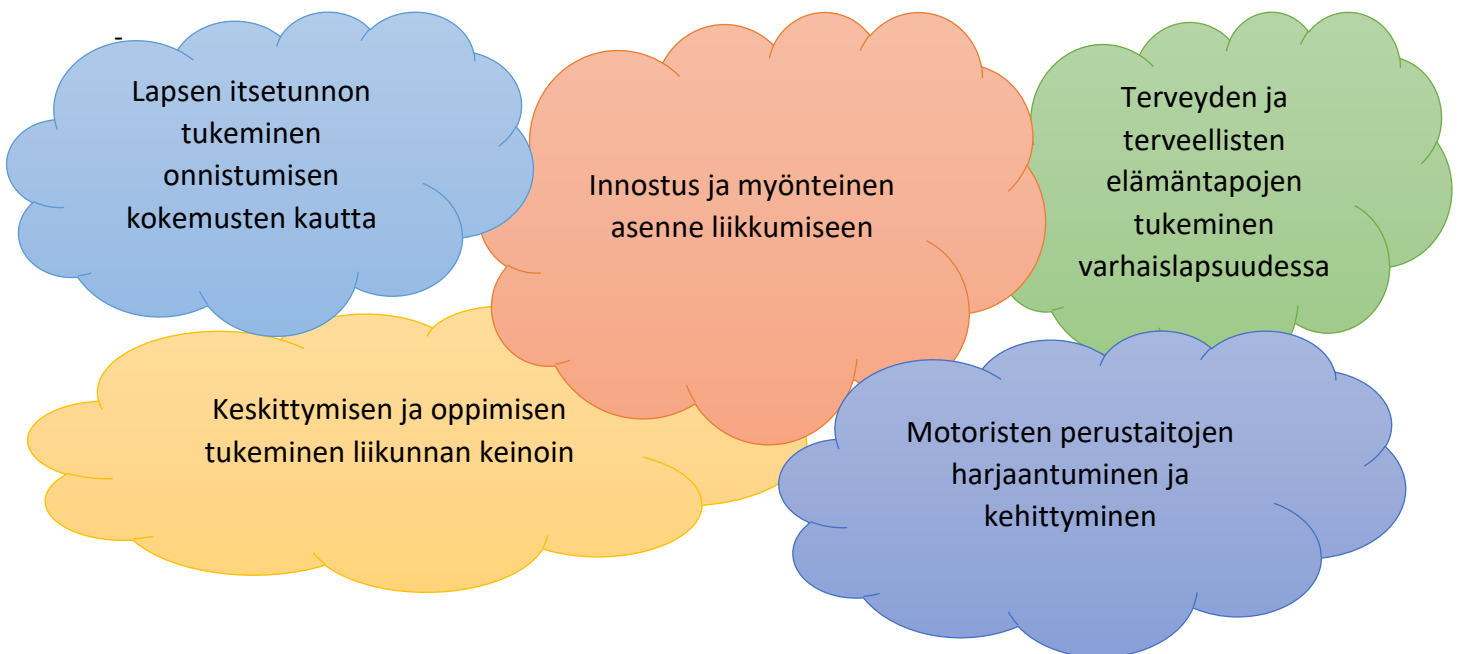 -
Lapsen itsetunnon
tukeminen
onnistumisen
kokemusten kautta
Innostus ja myönteinen
asenne liikkumiseen
Terveyden ja
terveellisten
elämäntapojen
tukeminen
varhaislapsuudessa
Keskittymisen ja oppimisen
tukeminen liikunnan keinoin
Motoristen perustaitojen
harjaantuminen ja
kehittyminen